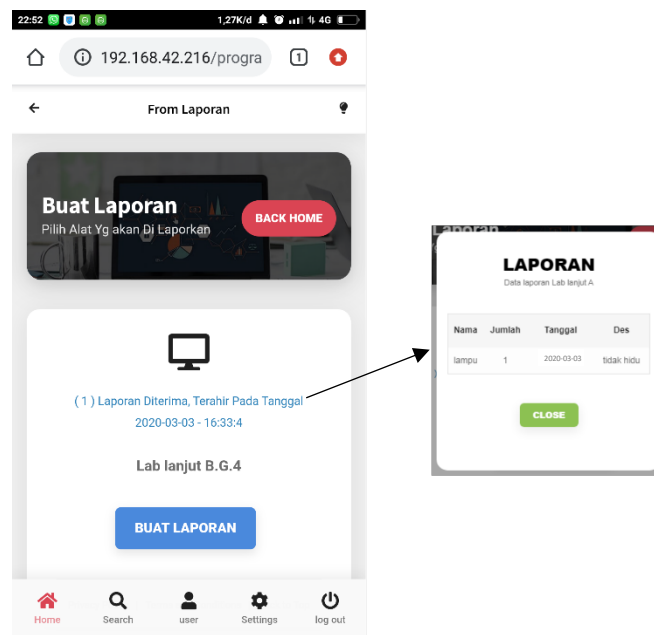 22:52 1,27K/d 4G
192.168.42.216/progra 1
From Laporan
Buat Laporan
Pilih Alat Yg akan Di Laporkan
BACK HOME
( 1 ) Laporan Diterima, Terahir Pada Tanggal
2020-03-03 - 16:33:4
Lab lanjut B.G.4
BUAT LAPORAN
Home Search user Settings log out
Laporan
LAPORAN
Data laporan Lab lanjut A
Nama Jumlah Tanggal Des
lampu 1 2020-03-03 tidak hidu
CLOSE